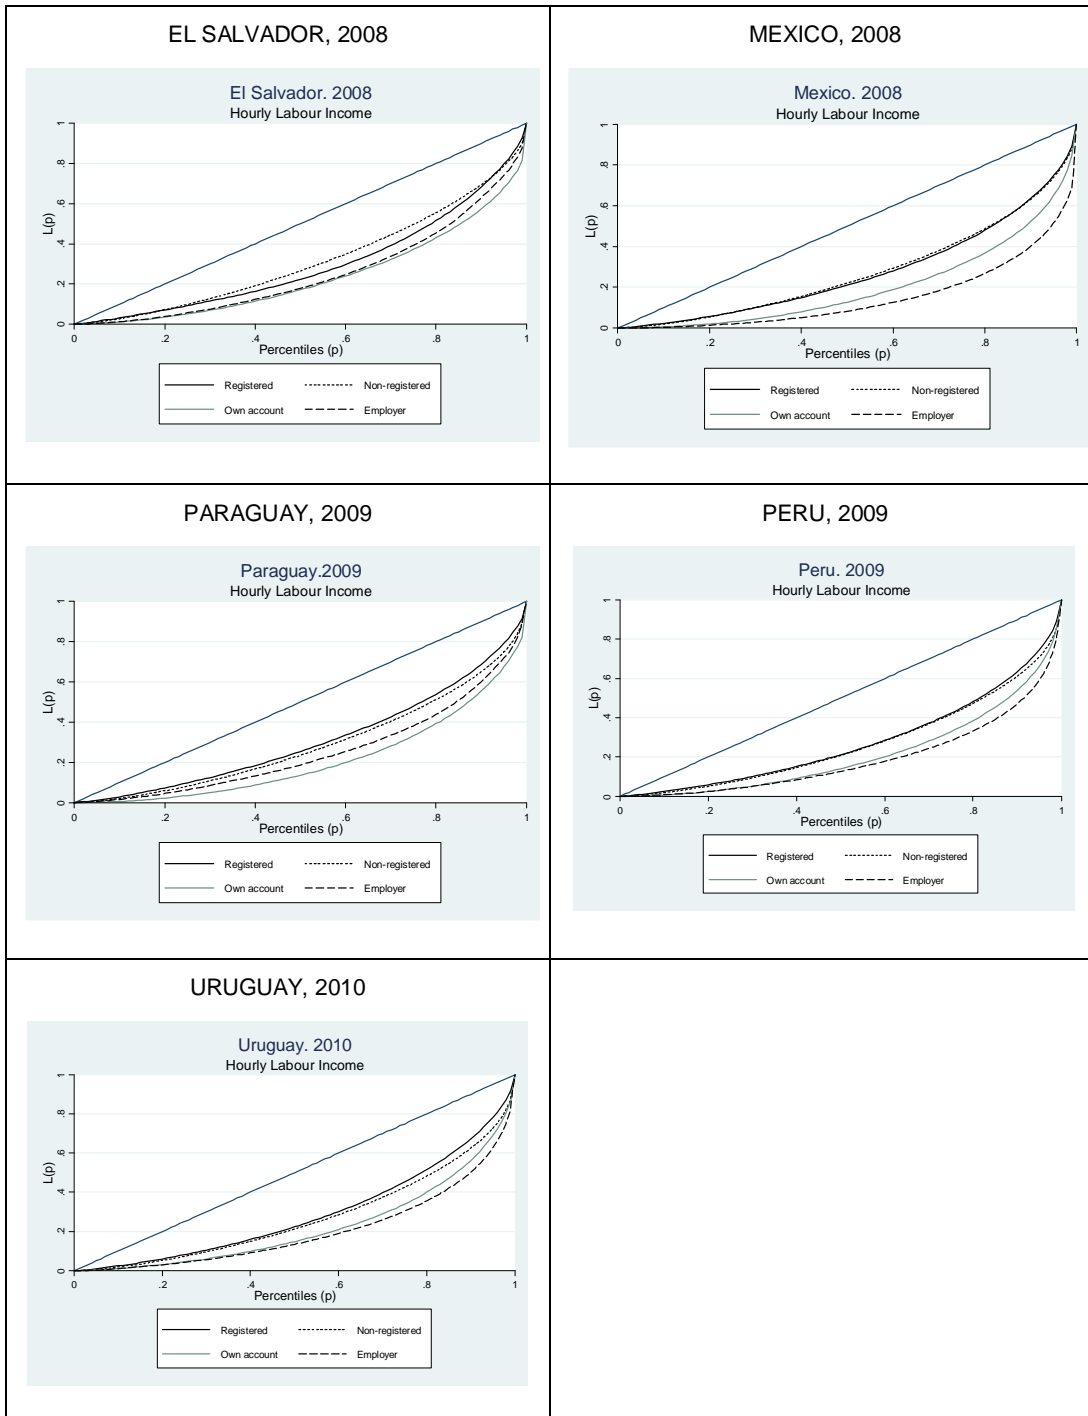 EL SALVADOR, 2008
El Salvador. 2008
Hourly Labour Income
L(p)
0 .2 .4 .6 .8 1
0 .2 .4 .6 .8 1
Percentiles (p)
Registered Non-registered
Own account Employer
MEXICO, 2008
Mexico. 2008
Hourly Labour Income
L(p)
0 .2 .4 .6 .8 1
0 .2 .4 .6 .8 1
Percentiles (p)
Registered Non-registered
Own account Employer
PARAGUAY, 2009
Paraguay.2009
Hourly Labour Income
L(p)
0 .2 .4 .6 .8 1
0 .2 .4 .6 .8 1
Percentiles (p)
Registered Non-registered
Own account Employer
PERU, 2009
Peru. 2009
Hourly Labour Income
L(p)
0 .2 .4 .6 .8 1
0 .2 .4 .6 .8 1
Percentiles (p)
Registered Non-registered
Own account Employer
URUGUAY, 2010
Uruguay. 2010
Hourly Labour Income
L(p)
0 .2 .4 .6 .8 1
0 .2 .4 .6 .8 1
Percentiles (p)
Registered Non-registered
Own account Employer